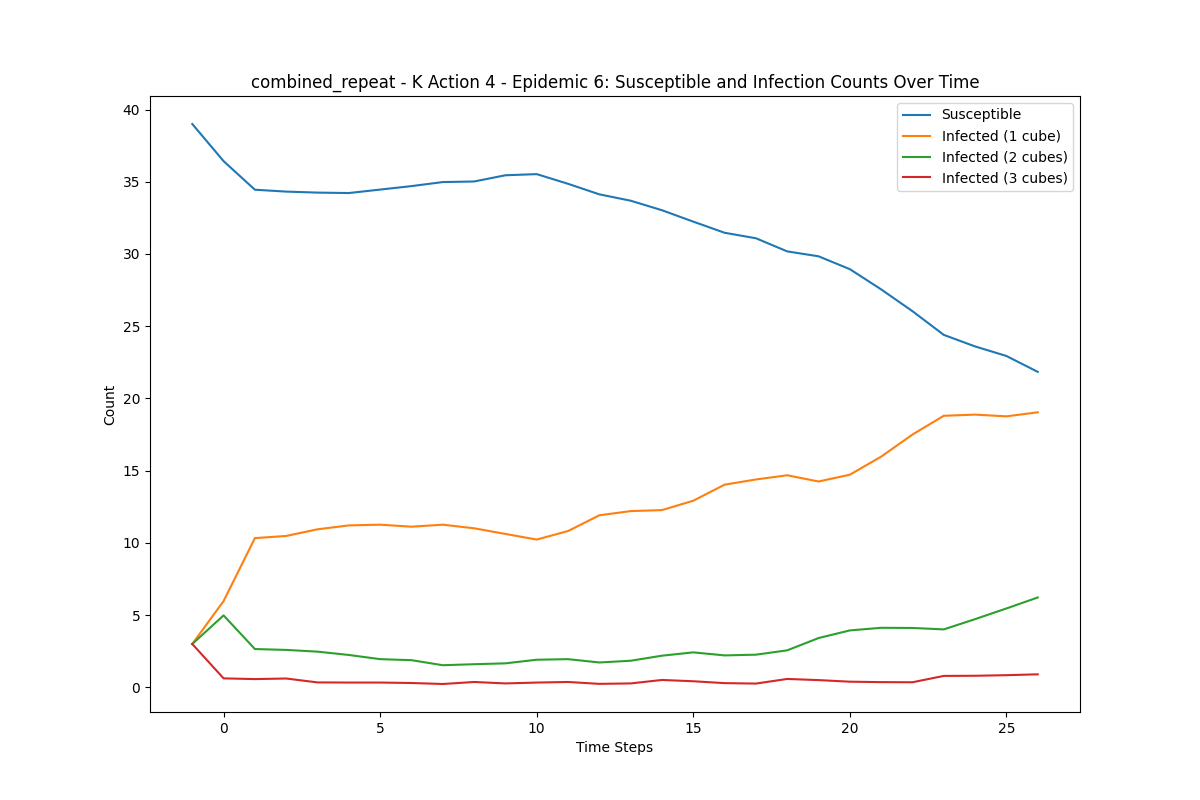 combined_repeat - K Action 4 - Epidemic 6: Susceptible and Infection Counts Over Time
Susceptible
Infected (1 cube)
Infected (2 cubes)
Infected (3 cubes)
Count
40
35
30
25
20
15
10
5
0
0 5 10 15 20 25
Time Steps